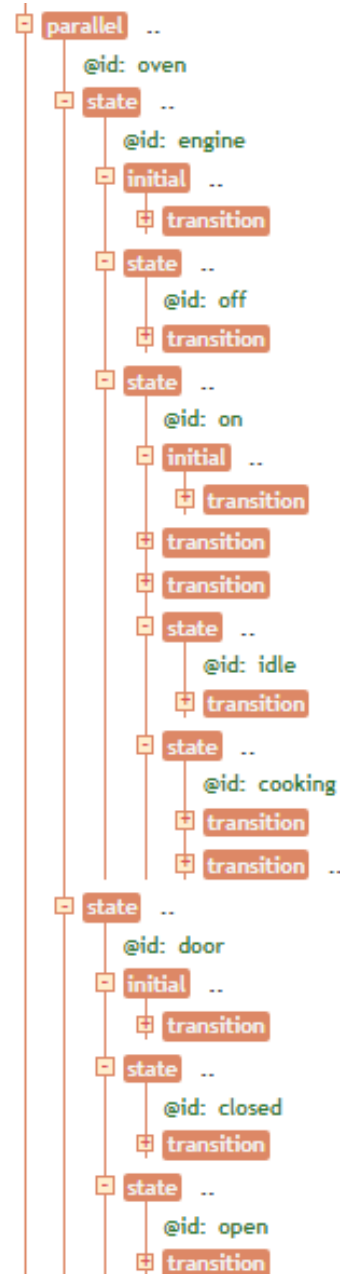 parallel ..
@id: oven
state ..
@id: engine
initial ..
transition
state ..
@id: off
transition
state ..
@id: on
initial ..
transition
transition
transition
state ..
@id: idle
transition
state ..
@id: cooking
transition
transition ..
state ..
@id: door
initial ..
transition
state ..
@id: closed
transition
state ..
@id: open
transition